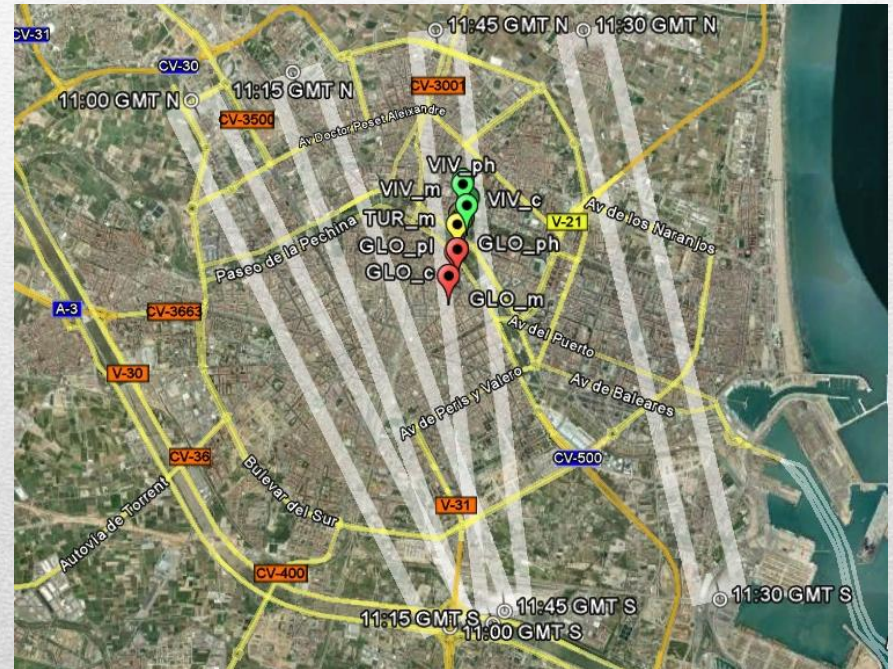 11:45 GMT N
11:30 GMT N
CV-31
CV-30
11:15 GMT N
11:00 GMT N
CV-3001
CV-3500
Av Doctor Peset Aleixandre
VIV_ph
VIV_m
VIV_c
TUR_m
V-21
Av de los Naranjos
Paseo de la Pechina
GLO_pl
GLO_ph
GLO_c
GLO_m
A-3
CV-3663
Av del Puerto
V-30
Av de Baleares
Av de Peris y Valero
CV-36
CV-500
Bulevar del Sur
V-31
Autovía de Torrent
CV-400
11:30 GMT S
11:45 GMT S
11:15 GMT S
11:00 GMT S